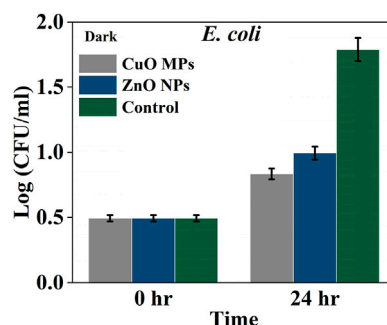 2.0
Dark
E. coli
CuO MPs
ZnO NPs
Control
1.5
1.0
0.5
0.0
Log (CFU/ml)
0 hr
24 hr
Time